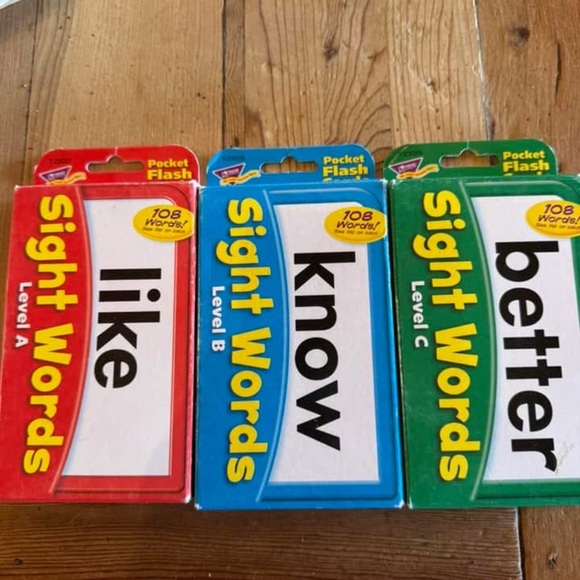 Pocket
Flash
108
Words!
Sight Words
Level A
like
Pocket
Flash
108
Words!
Sight Words
Level B
know
Pocket
Flash
108
Words!
Sight Words
Level C
better